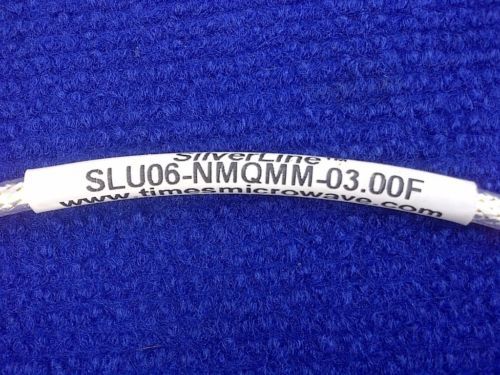 SilverLine™
SLU06-NMQMM-03.00F
www.timesmicrowave.com